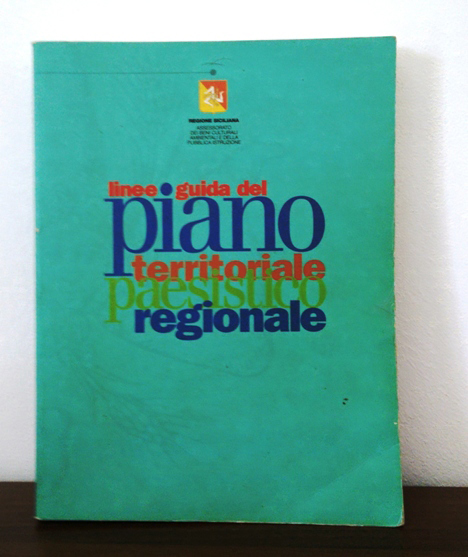 REGIONE SICILIANA
ASSESSORATO
DEI BENI CULTURALI
AMBIENTALI E DELLA
PUBBLICA ISTRUZIONE
linee guida del
piano
territoriale
paesistico
regionale